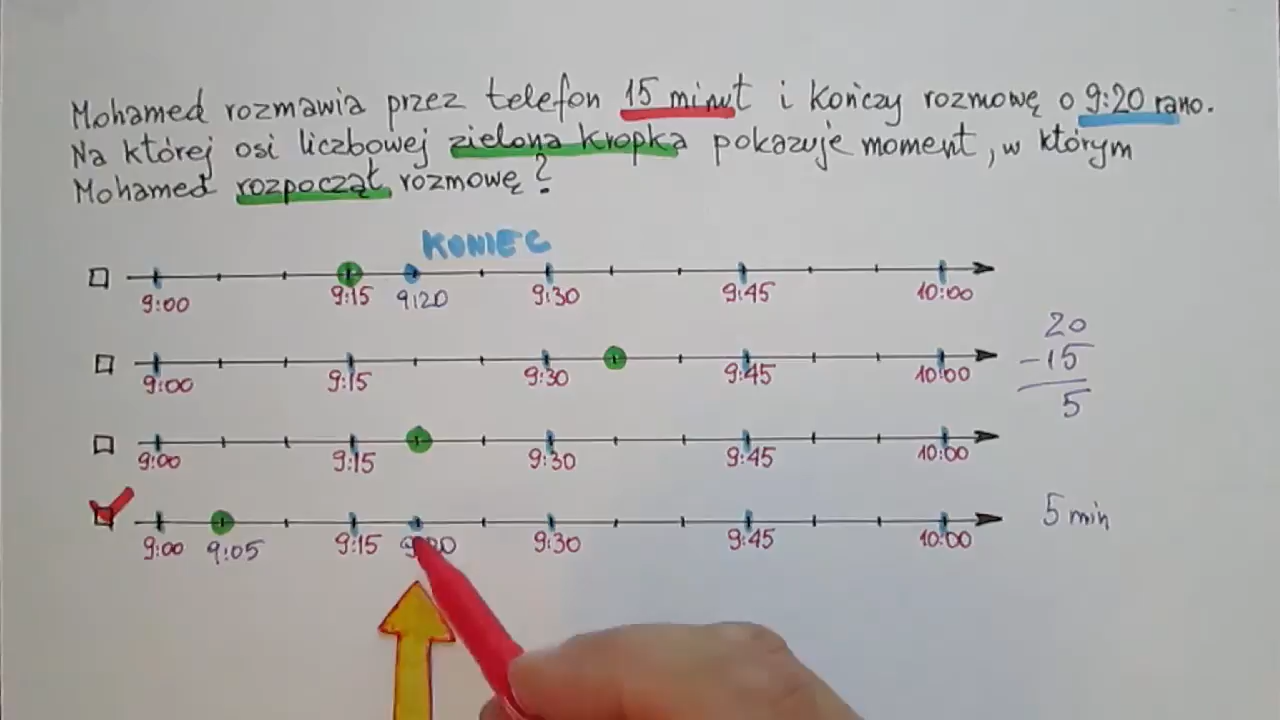 Mohamed rozmawia przez telefon 15 minut i kończy rozmowę o 9:20 rano.
Na której osi liczbowej zielona kropka pokazuje moment, w którym
Mohamed rozpoczął rozmowę?
KONIEC
9:00 9:15 9:20 9:30 9:45 10:00
9:00 9:15 9:30 9:45 10:00
9:00 9:15 9:30 9:45 10:00
9:00 9:05 9:15 9:20 9:30 9:45 10:00
20
-15
5
5 min